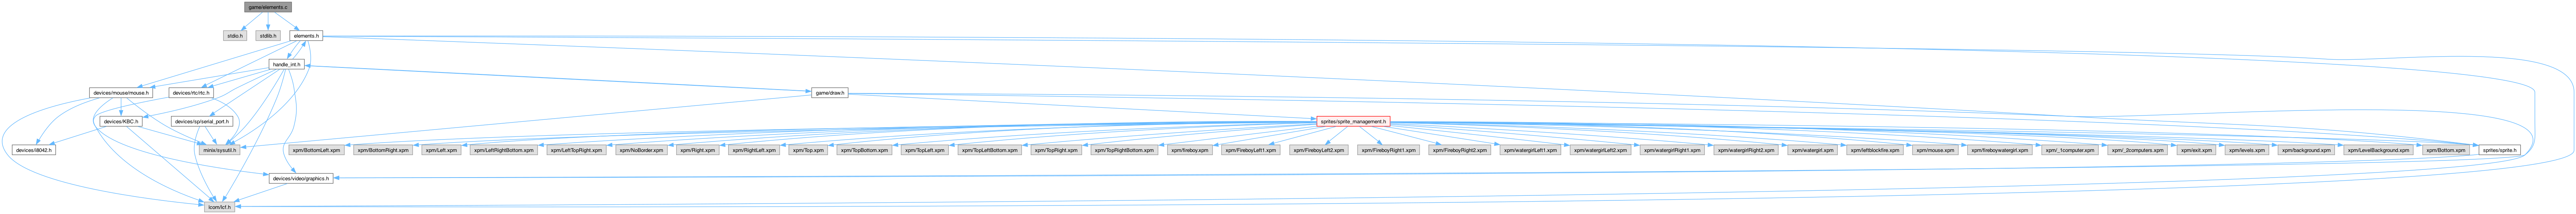 game/elements.c
stdio.h
stdlib.h
elements.h
handle_int.h
devices/mouse/mouse.h
devices/rtc/rtc.h
game/draw.h
devices/KBC.h
devices/sp/serial_port.h
sprites/sprite_management.h
devices/i8042.h
minix/sysutil.h
xpm/BottomLeft.xpm
xpm/BottomRight.xpm
xpm/Left.xpm
xpm/LeftRightBottom.xpm
xpm/LeftTopRight.xpm
xpm/NoBorder.xpm
xpm/Right.xpm
xpm/RightLeft.xpm
xpm/Top.xpm
xpm/TopBottom.xpm
xpm/TopLeft.xpm
xpm/TopLeftBottom.xpm
xpm/TopRight.xpm
xpm/TopRightBottom.xpm
xpm/fireboy.xpm
xpm/FireboyLeft1.xpm
xpm/FireboyLeft2.xpm
xpm/FireboyRight1.xpm
xpm/FireboyRight2.xpm
xpm/watergirlLeft1.xpm
xpm/watergirlLeft2.xpm
xpm/watergirlRight1.xpm
xpm/watergirlRight2.xpm
xpm/watergirl.xpm
xpm/leftblockfire.xpm
xpm/mouse.xpm
xpm/fireboywatergirl.xpm
xpm/_1computer.xpm
xpm/_2computers.xpm
xpm/exit.xpm
xpm/levels.xpm
xpm/background.xpm
xpm/LevelBackground.xpm
xpm/Bottom.xpm
sprites/sprite.h
devices/video/graphics.h
lcom/lcf.h